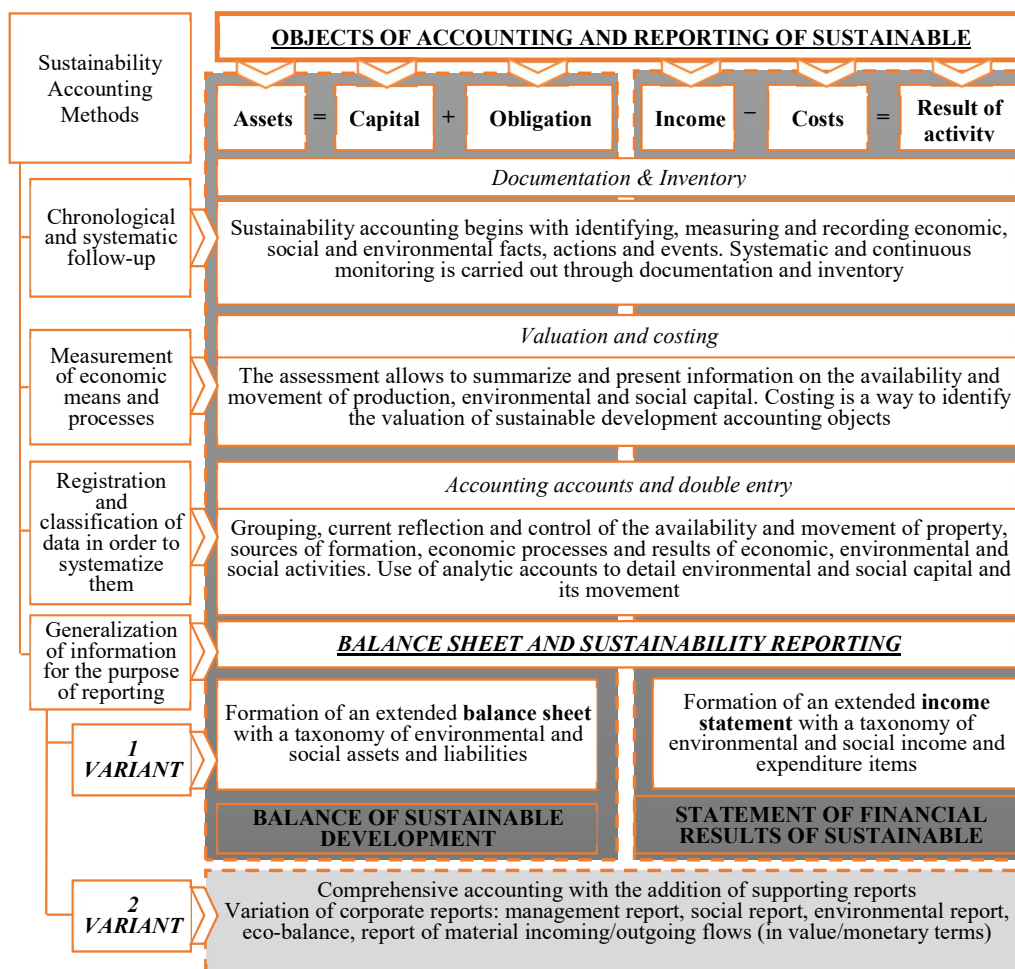 OBJECTS OF ACCOUNTING AND REPORTING OF SUSTAINABLE
Sustainability
Accounting
Methods
Assets = Capital + Obligation
Income − Costs = Result of
activity
Chronological
and systematic
follow-up
Documentation & Inventory
Sustainability accounting begins with identifying, measuring and recording economic,
social and environmental facts, actions and events. Systematic and continuous
monitoring is carried out through documentation and inventory
Measurement
of economic
means and
processes
Valuation and costing
The assessment allows to summarize and present information on the availability and
movement of production, environmental and social capital. Costing is a way to identify
the valuation of sustainable development accounting objects
Registration
and
classification of
data in order to
systematize
them
Accounting accounts and double entry
Grouping, current reflection and control of the availability and movement of property,
sources of formation, economic processes and results of economic, environmental and
social activities. Use of analytic accounts to detail environmental and social capital and
its movement
Generalization
of information
for the purpose
of reporting
BALANCE SHEET AND SUSTAINABILITY REPORTING
1
VARIANT
Formation of an extended balance sheet
with a taxonomy of environmental and
social assets and liabilities
Formation of an extended income
statement with a taxonomy of
environmental and social income and
expenditure items
BALANCE OF SUSTAINABLE
DEVELOPMENT
STATEMENT OF FINANCIAL
RESULTS OF SUSTAINABLE
2
VARIANT
Comprehensive accounting with the addition of supporting reports
Variation of corporate reports: management report, social report, environmental report,
eco-balance, report of material incoming/outgoing flows (in value/monetary terms)